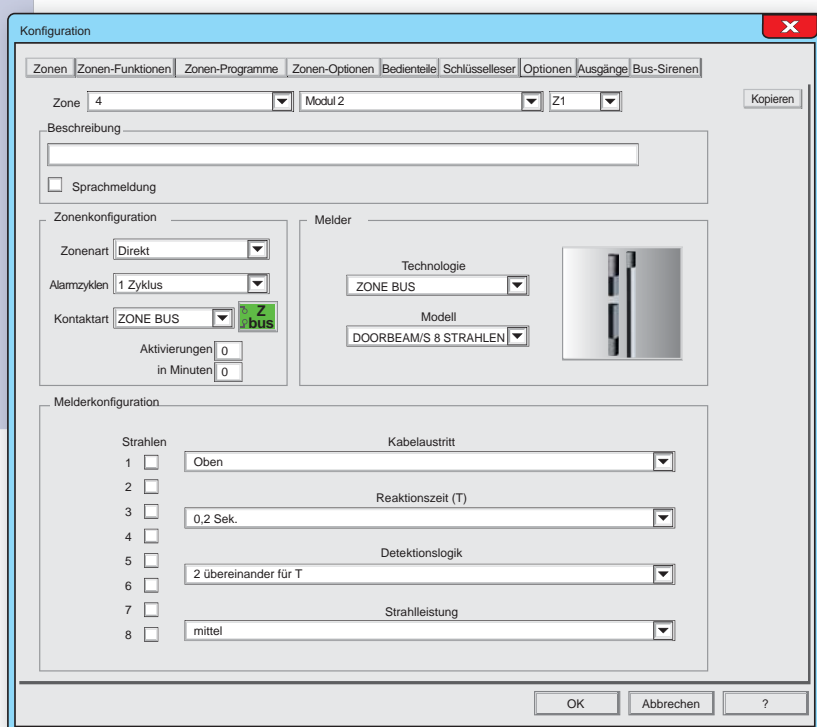 Konfiguration
X
Zonen Zonen-Funktionen Zonen-Programme Zonen-Optionen Bedienteile Schlüsselleser Optionen Ausgänge Bus-Sirenen
Zone 4 Modul 2 Z1 Kopieren
Beschreibung
Sprachmeldung
Zonenkonfiguration
Zonenart Direkt
Alarmzyklen 1 Zyklus
Kontaktart ZONE BUS Z bus
Aktivierungen 0
in Minuten 0
Melder
Technologie
ZONE BUS
Modell
DOORBEAM/S 8 STRAHLEN
Melderkonfiguration
Strahlen
1
2
3
4
5
6
7
8
Kabelaustritt
Oben
Reaktionszeit (T)
0,2 Sek.
Detektionslogik
2 übereinander für T
Strahlleistung
mittel
OK Abbrechen ?